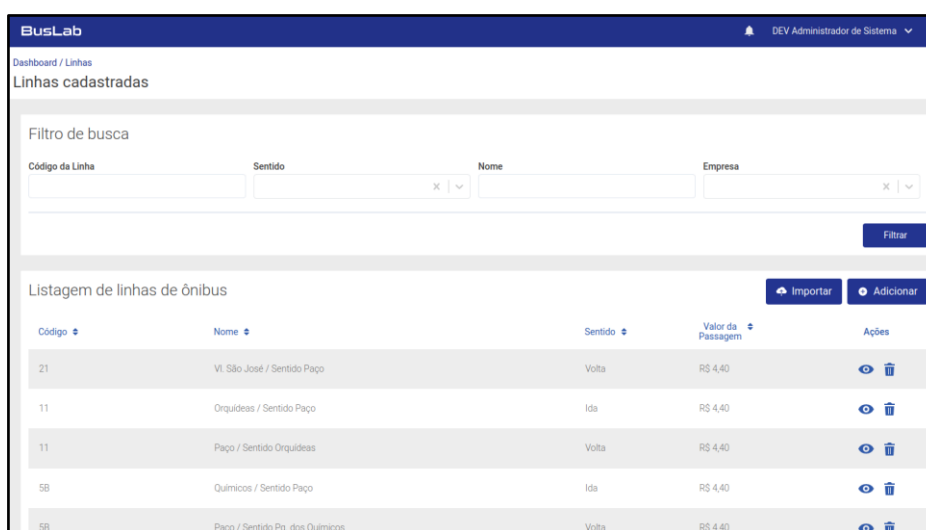 BusLab
DEV Administrador de Sistema
Dashboard / Linhas
Linhas cadastradas
Filtro de busca
Código da Linha Sentido Nome Empresa
Filtrar
Listagem de linhas de ônibus
Importar Adicionar
Código Nome Sentido Valor da Passagem Ações
21 Vl. São José / Sentido Paço Volta R$ 4,40
11 Orquídeas / Sentido Paço Ida R$ 4,40
11 Paço / Sentido Orquídeas Volta R$ 4,40
5B Químicos / Sentido Paço Ida R$ 4,40
5B Paço / Sentido Pq. dos Químicos Volta R$ 4,40